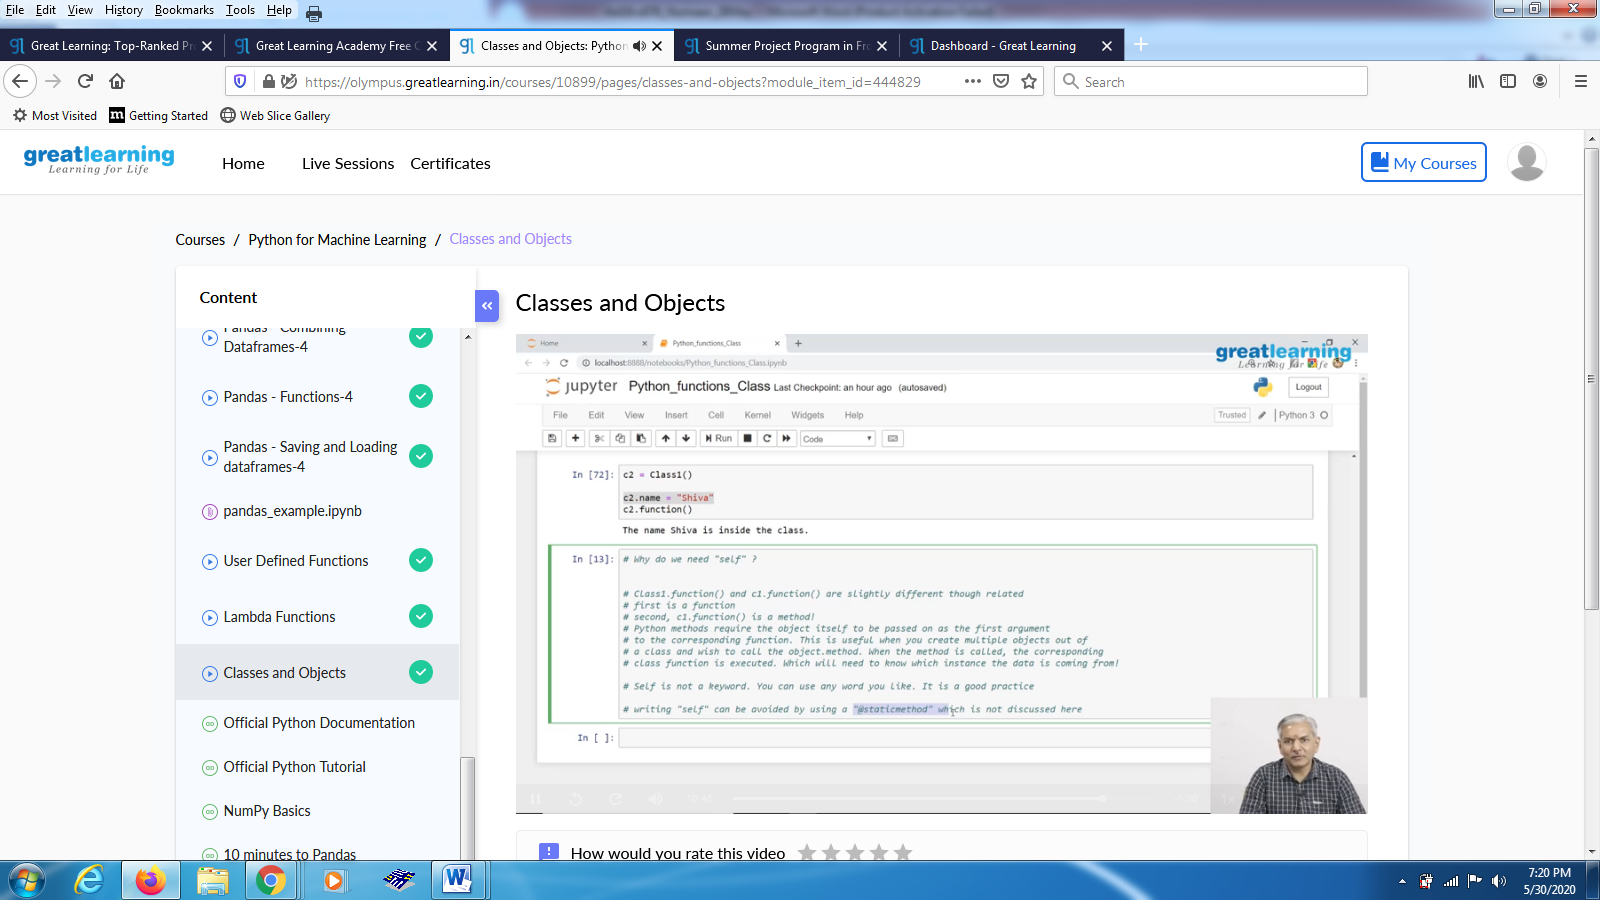 File Edit View History Bookmarks Tools Help
Great Learning: Top-Ranked Pr
Great Learning Academy Free C
Classes and Objects: Python
Summer Project Program in Fr
Dashboard - Great Learning
https://olympus.greatlearning.in/courses/10899/pages/classes-and-objects?module_item_id=444829
Search
Most Visited
Getting Started
Web Slice Gallery
greatlearning
Learning for Life
Home
Live Sessions
Certificates
My Courses
Courses / Python for Machine Learning / Classes and Objects
Content
Pandas - Combining
Dataframes-4
Pandas - Functions-4
Pandas - Saving and Loading
dataframes-4
pandas_example.ipynb
User Defined Functions
Lambda Functions
Classes and Objects
Official Python Documentation
Official Python Tutorial
NumPy Basics
10 minutes to Pandas
Classes and Objects
Home
Python_functions_Class
localhost:8888/notebooks/Python_functions_Class.ipynb
greatlearning
Learning for Life
jupyter Python_functions_Class Last Checkpoint: an hour ago (autosaved)
Logout
File Edit View Insert Cell Kernel Widgets Help
Trusted
Python 3
Run
Code
In [72]: c2 = Class1()
c2.name = "Shiva"
c2.function()
The name Shiva is inside the class.
In [13]: # Why do we need "self" ?
# Class1.function() and c1.function() are slightly different though related
# first is a function
# second, c1.function() is a method!
# Python methods require the object itself to be passed on as the first argument
# to the corresponding function. This is useful when you create multiple objects out of
# a class and wish to call the object.method. When the method is called, the corresponding
# class function is executed. Which will need to know which instance the data is coming from!
# Self is not a keyword. You can use any word you like. It is a good practice
# writing "self" can be avoided by using a "@staticmethod" which is not discussed here
In [ ]:
How would you rate this video
7:20 PM
5/30/2020